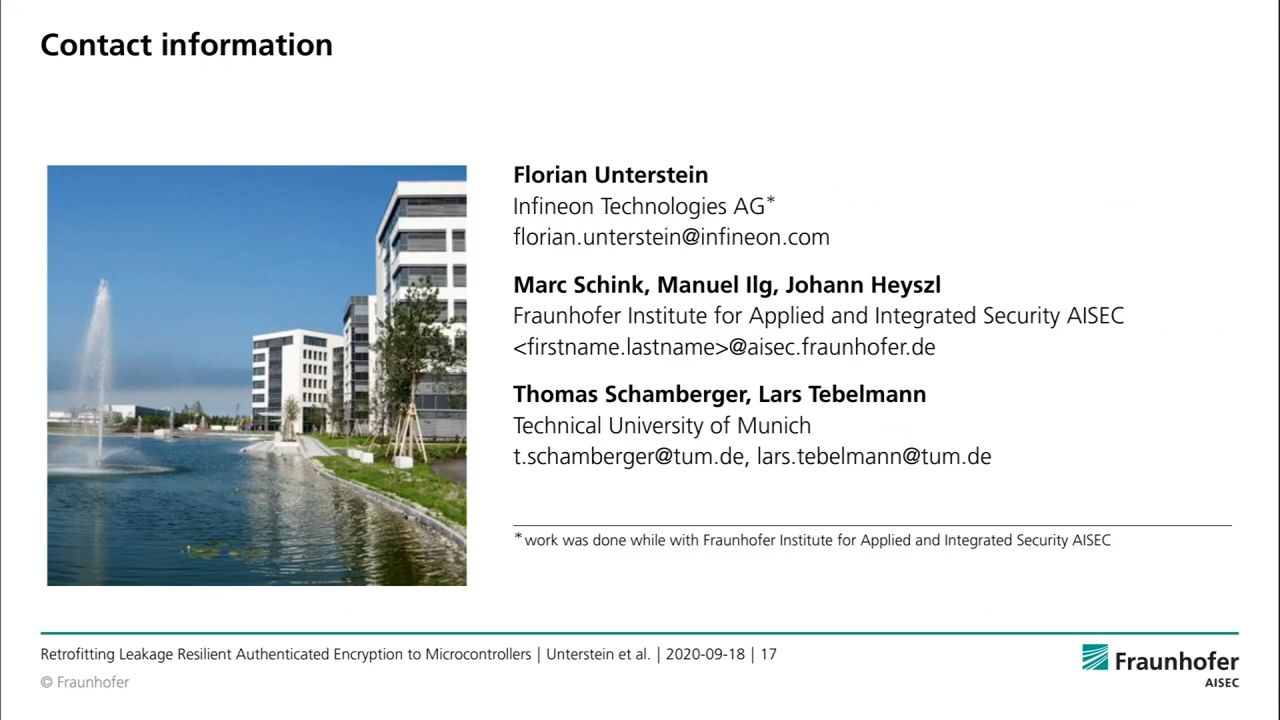 Contact information
Florian Unterstein
Infineon Technologies AG*
florian.unterstein@infineon.com
Marc Schink, Manuel Ilg, Johann Heyszl
Fraunhofer Institute for Applied and Integrated Security AISEC
<firstname.lastname>@aisec.fraunhofer.de
Thomas Schamberger, Lars Tebelmann
Technical University of Munich
t.schamberger@tum.de, lars.tebelmann@tum.de
*work was done while with Fraunhofer Institute for Applied and Integrated Security AISEC
Retrofitting Leakage Resilient Authenticated Encryption to Microcontrollers | Unterstein et al. | 2020-09-18 | 17
© Fraunhofer
Fraunhofer
AISEC